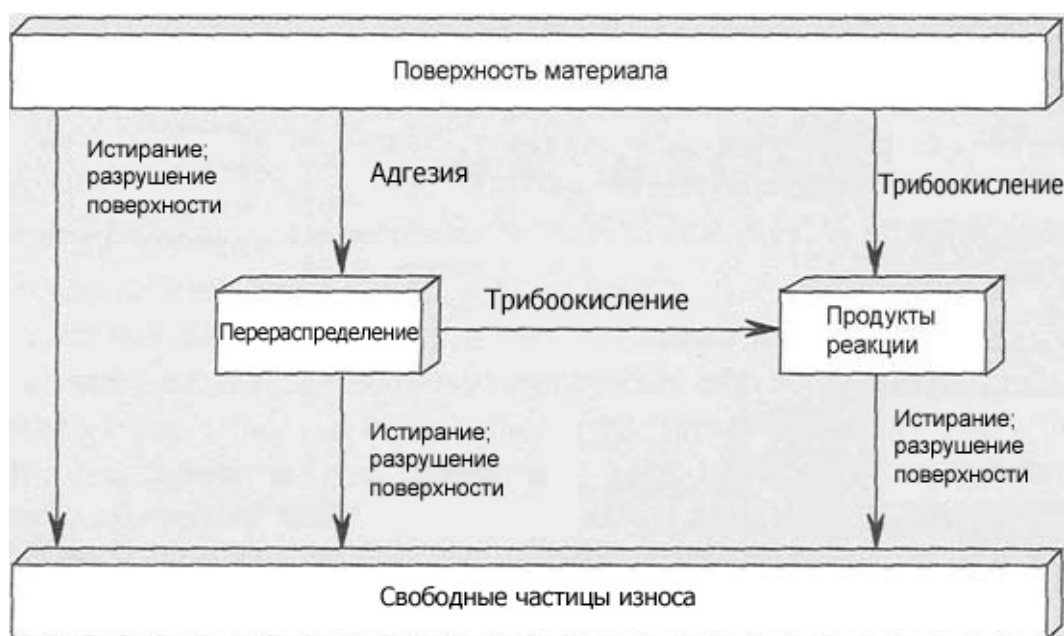 Поверхность материала
Истирание;
разрушение
поверхности
Адгезия
Трибоокисление
Перераспределение
Трибоокисление
Продукты
реакции
Истирание;
разрушение
поверхности
Истирание;
разрушение
поверхности
Свободные частицы износа